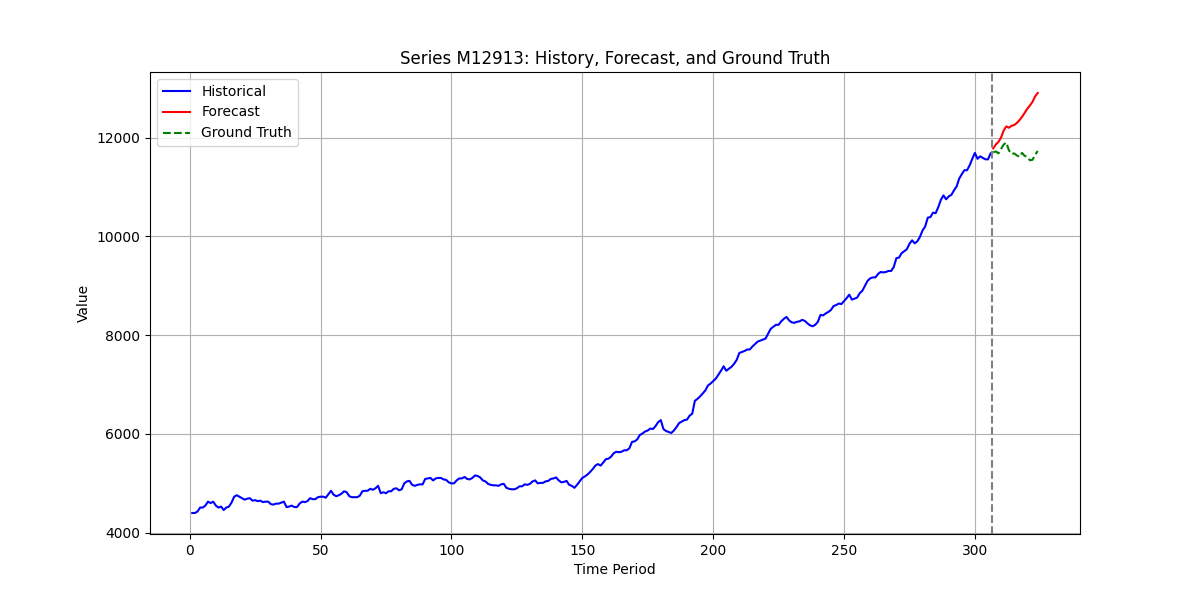 Series M12913: History, Forecast, and Ground Truth
Historical
Forecast
Ground Truth
Value
12000
10000
8000
6000
4000
0 50 100 150 200 250 300
Time Period